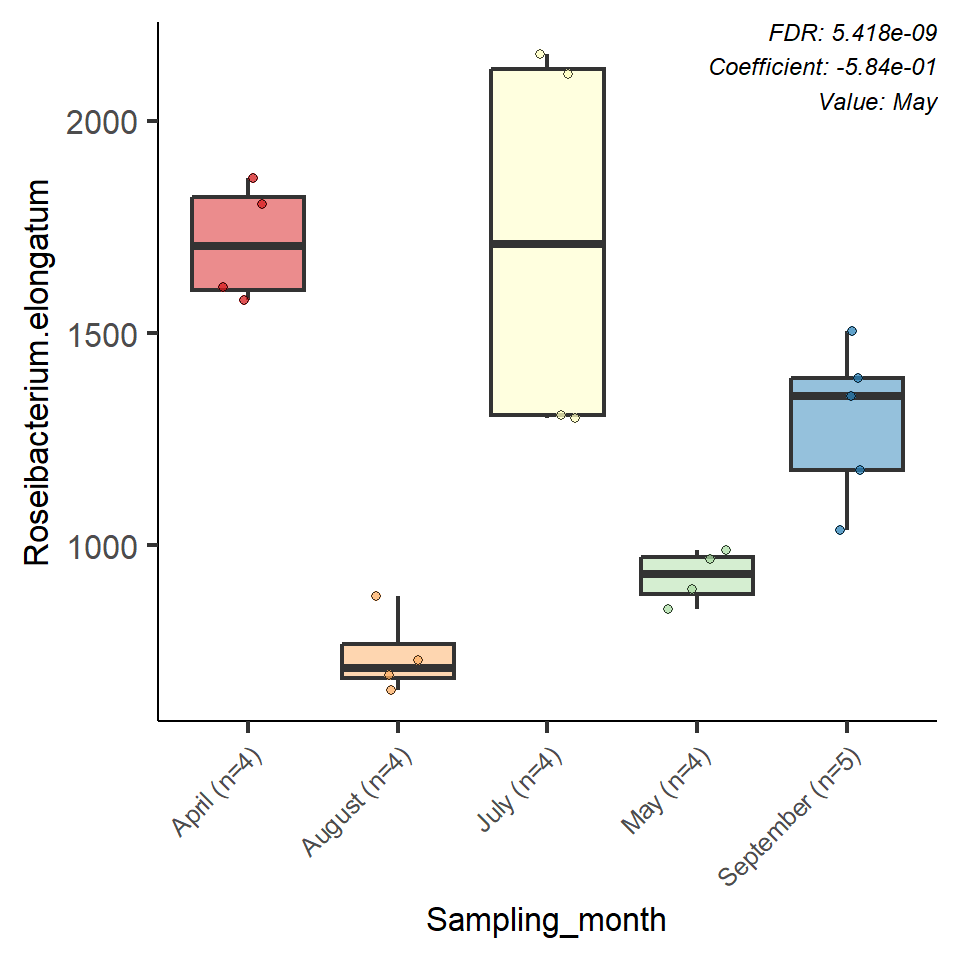 FDR: 5.418e-09
Coefficient: -5.84e-01
Value: May
Roseibacterium.elongatum
2000
1500
1000
April (n=4)
August (n=4)
July (n=4)
May (n=4)
September (n=5)
Sampling_month